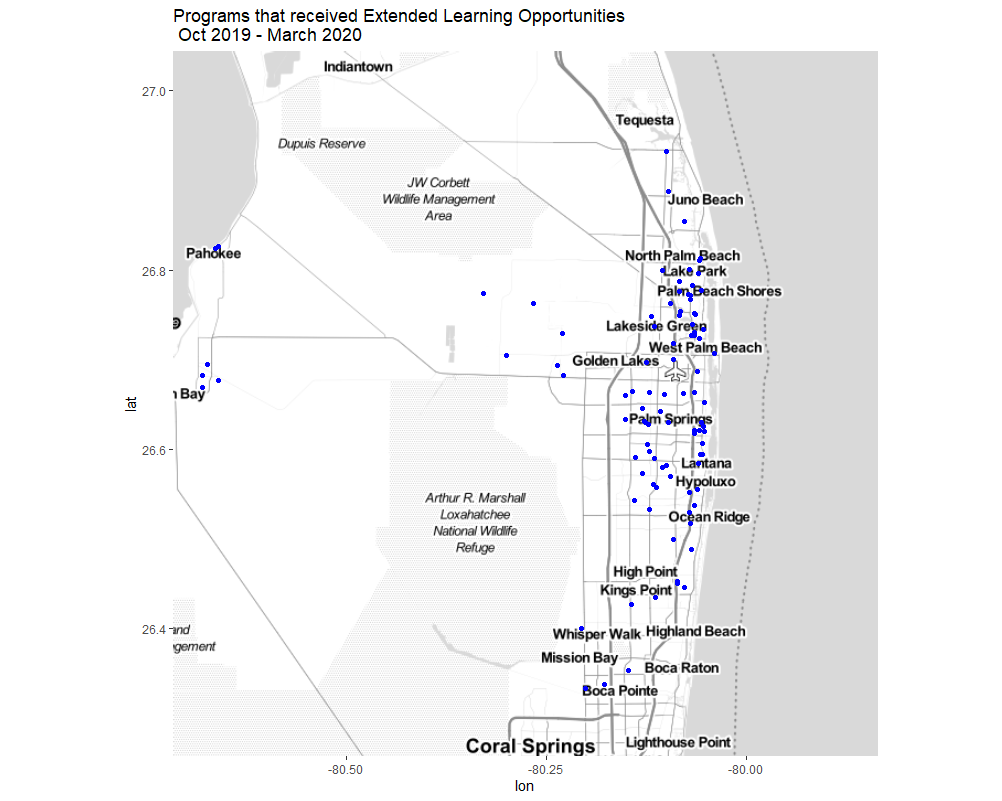 Programs that received Extended Learning Opportunities
Oct 2019 - March 2020
27.0
26.8
26.6
26.4
lat
Indiantown
Tequesta
Dupuis Reserve
JW Corbett
Wildlife Management
Area
Juno Beach
Pahokee
North Palm Beach
Lake Park
Palm Beach Shores
Lakeside Green
West Palm Beach
Golden Lakes
n Bay
Palm Springs
Lantana
Hypoluxo
Arthur R. Marshall
Loxahatchee
National Wildlife
Refuge
Ocean Ridge
High Point
Kings Point
and
gement
Whisper Walk
Highland Beach
Mission Bay
Boca Raton
Boca Pointe
Coral Springs
Lighthouse Point
-80.50
-80.25
-80.00
lon